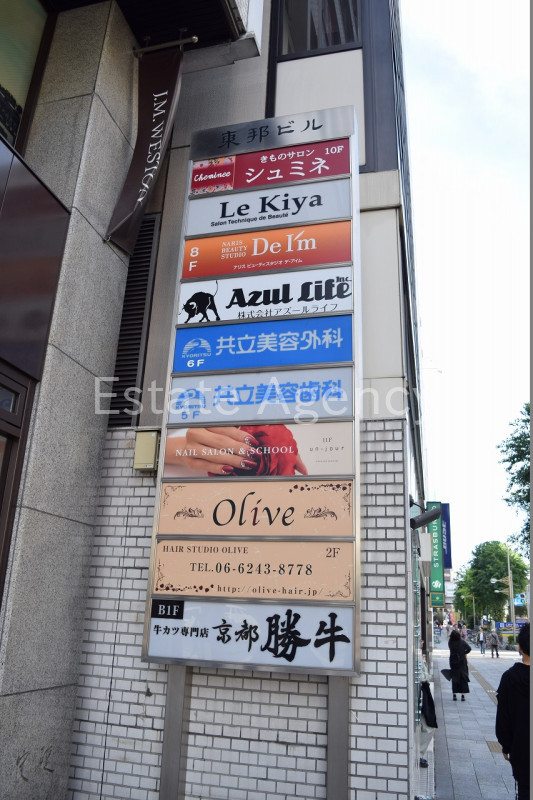 J.M. WESTON
東邦ビル
Cheminee
きものサロン 10F
シュミネ
Le Kiya
Salon Technique de Beauté
8F
NARIS BEAUTY STUDIO
De I'm
ナリス ビューティスタジオ デ・アイム
Azul Life Inc.
株式会社アズールライフ
KYORITSU
6F
共立美容外科
5F
共立美容歯科
Estate Agency
NAIL SALON & SCHOOL
un-jour
Olive
HAIR STUDIO OLIVE 2F
TEL.06-6243-8778
http://olive-hair.jp/
B1F
牛カツ専門店 京都勝牛
STRASBURGO